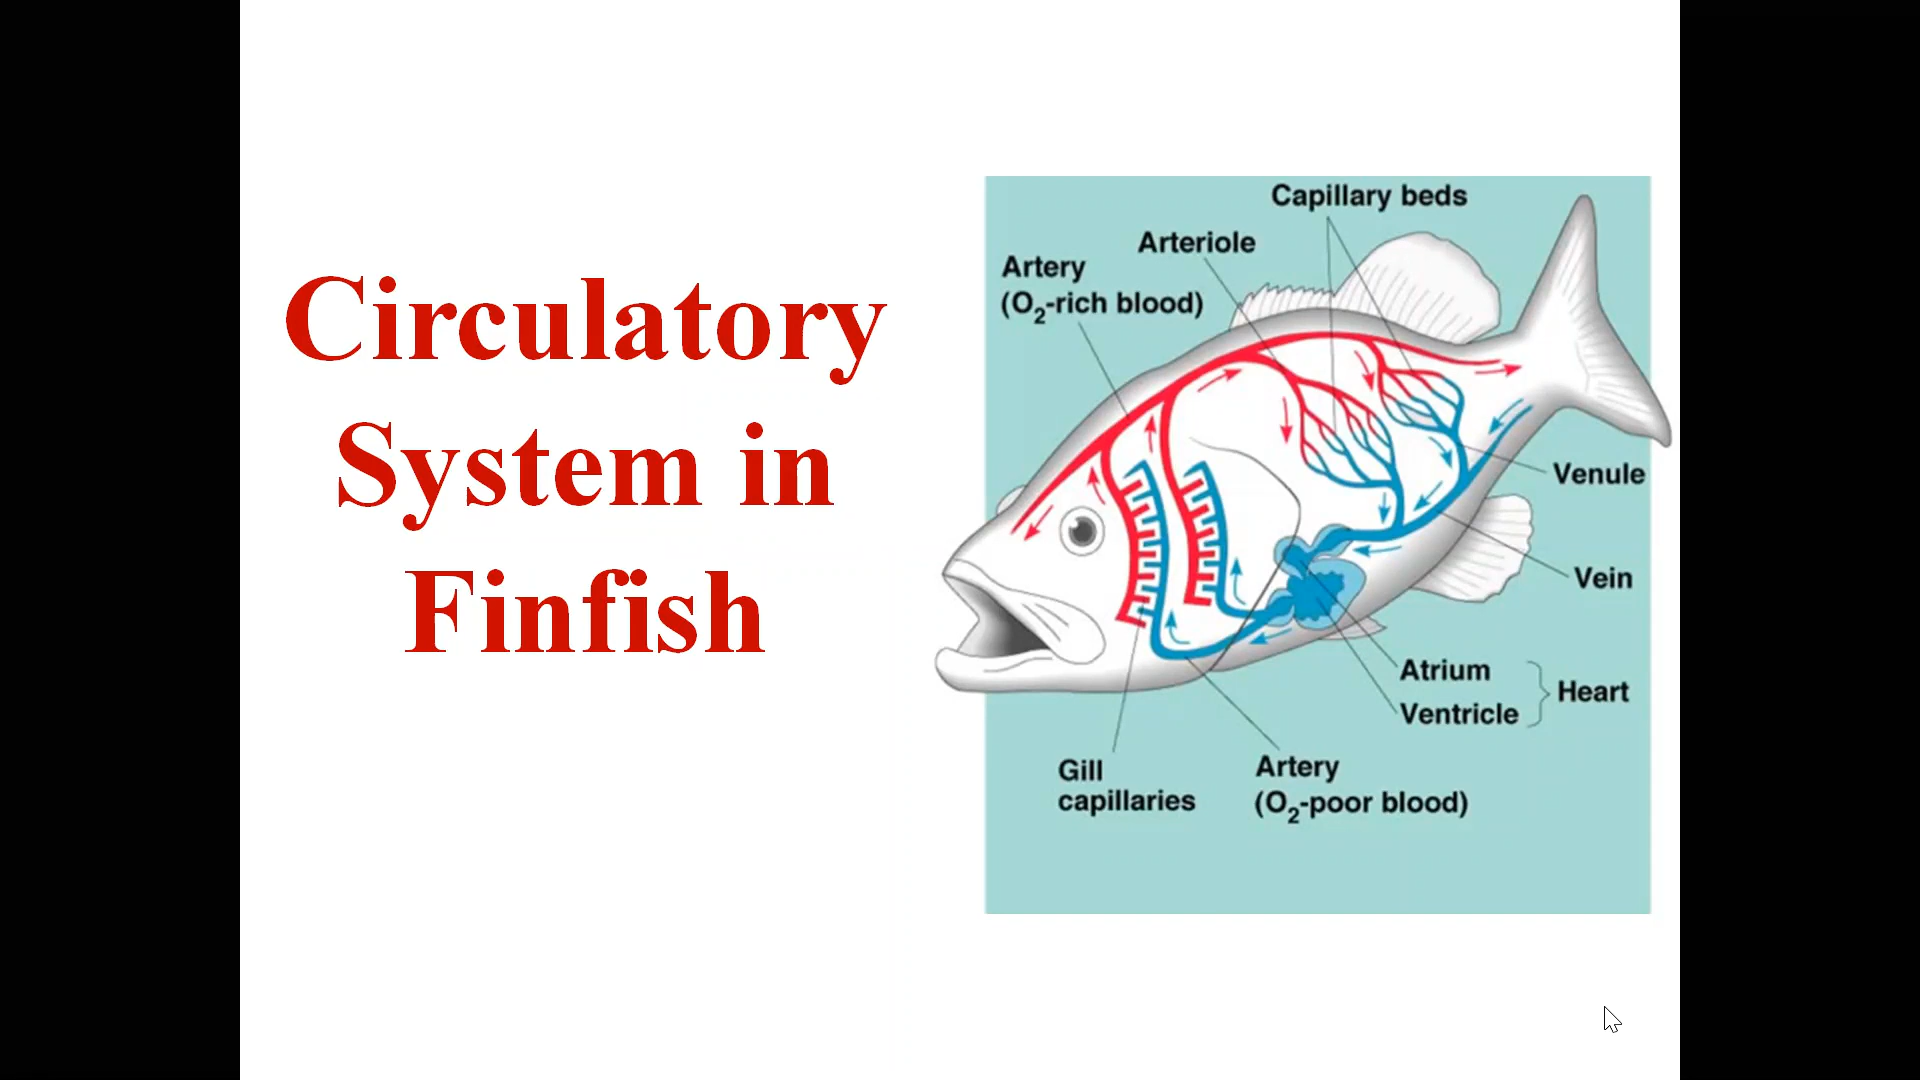 Circulatory
System in
Finfish
Capillary beds
Arteriole
Artery
(O₂-rich blood)
Venule
Vein
Atrium
Ventricle
Heart
Gill
capillaries
Artery
(O₂-poor blood)